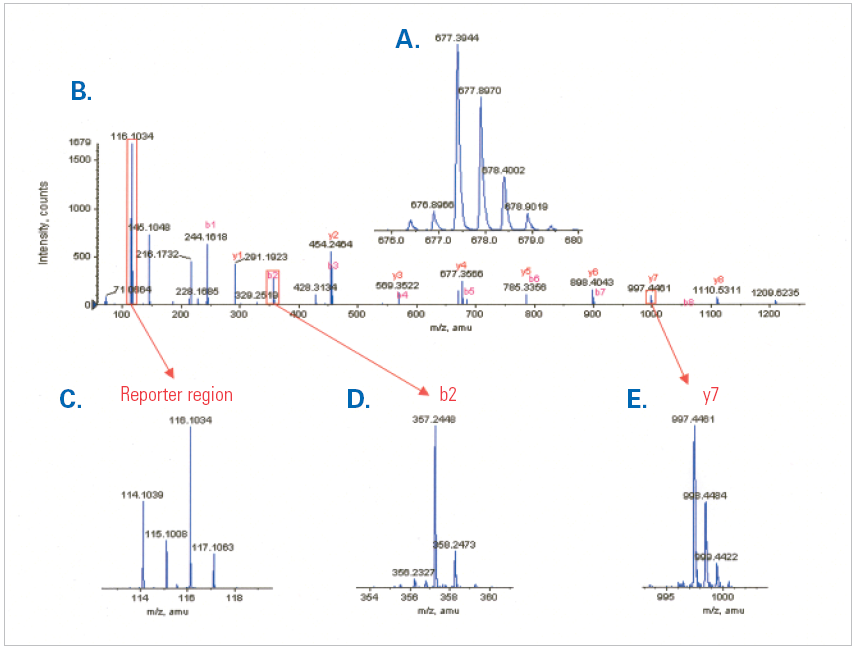 A.
677.3944
B.
677.8970
1679
116.1034
1500
678.4002
676.8966
678.9019
1000
145.1048
b1
244.1618
676.0
677.0
678.0
679.0
680
Intensity, counts
216.1732
y1
291.1923
y2
454.2464
500
b2
b3
y3
569.3522
y4
677.3566
y5
b6
785.3356
y6
898.4043
y7
997.4461
y8
1110.5311
1209.6235
71.0664
228.1685
329.2519
428.3134
b4
b5
b7
b8
0
100
200
300
400
500
600
700
800
900
1000
1100
1200
m/z, amu
m/z, amu
C.
Reporter region
D.
b2
E.
y7
116.1034
357.2448
997.4461
114.1039
998.4484
115.1008
117.1063
358.2473
356.2327
999.4422
114
116
118
354
356
358
360
995
1000
m/z, amu
m/z, amu
m/z, amu